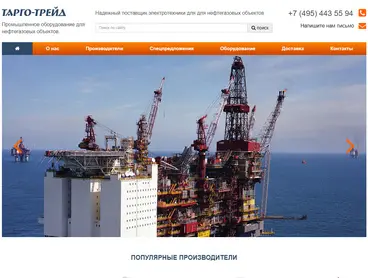 ТАРГО-ТРЕЙД
Промышленное оборудование для
нефтегазовых объектов
Надежный поставщик электротехники для для нефтегазовых объектов
Поиск по сайту
+7 (495) 443 55 94
Напишите нам письмо
О нас
Производители
Спецпредложения
Оборудование
Доставка
Контакты
ПОПУЛЯРНЫЕ ПРОИЗВОДИТЕЛИ